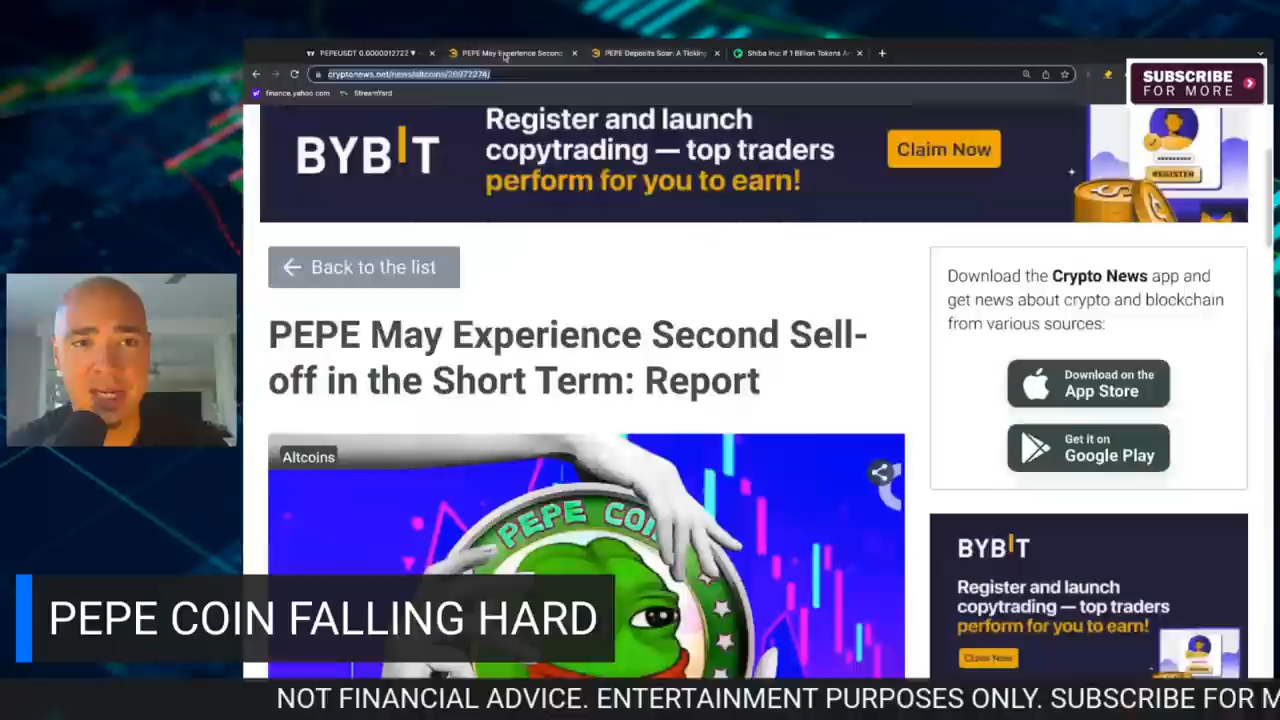 PEPEUSDT 0.0000012722 ▼
PEPE May Experience Second
PEPE Deposits Soar: A Ticking
Shiba Inu: If 1 Billion Tokens A
cryptonews.net/news/altcoins/20972274/
finance.yahoo.com
StreamYard
SUBSCRIBE
FOR MORE
BYBIT
Register and launch
copytrading — top traders
perform for you to earn!
Claim Now
REGISTER
Back to the list
PEPE May Experience Second Sell-
off in the Short Term: Report
Download the Crypto News app and
get news about crypto and blockchain
from various sources:
Download on the
App Store
Get it on
Google Play
Altcoins
PEPE COIN
BYBIT
Register and launch
copytrading — top traders
perform for you to earn!
Claim Now
PEPE COIN FALLING HARD
NOT FINANCIAL ADVICE. ENTERTAINMENT PURPOSES ONLY. SUBSCRIBE FOR M